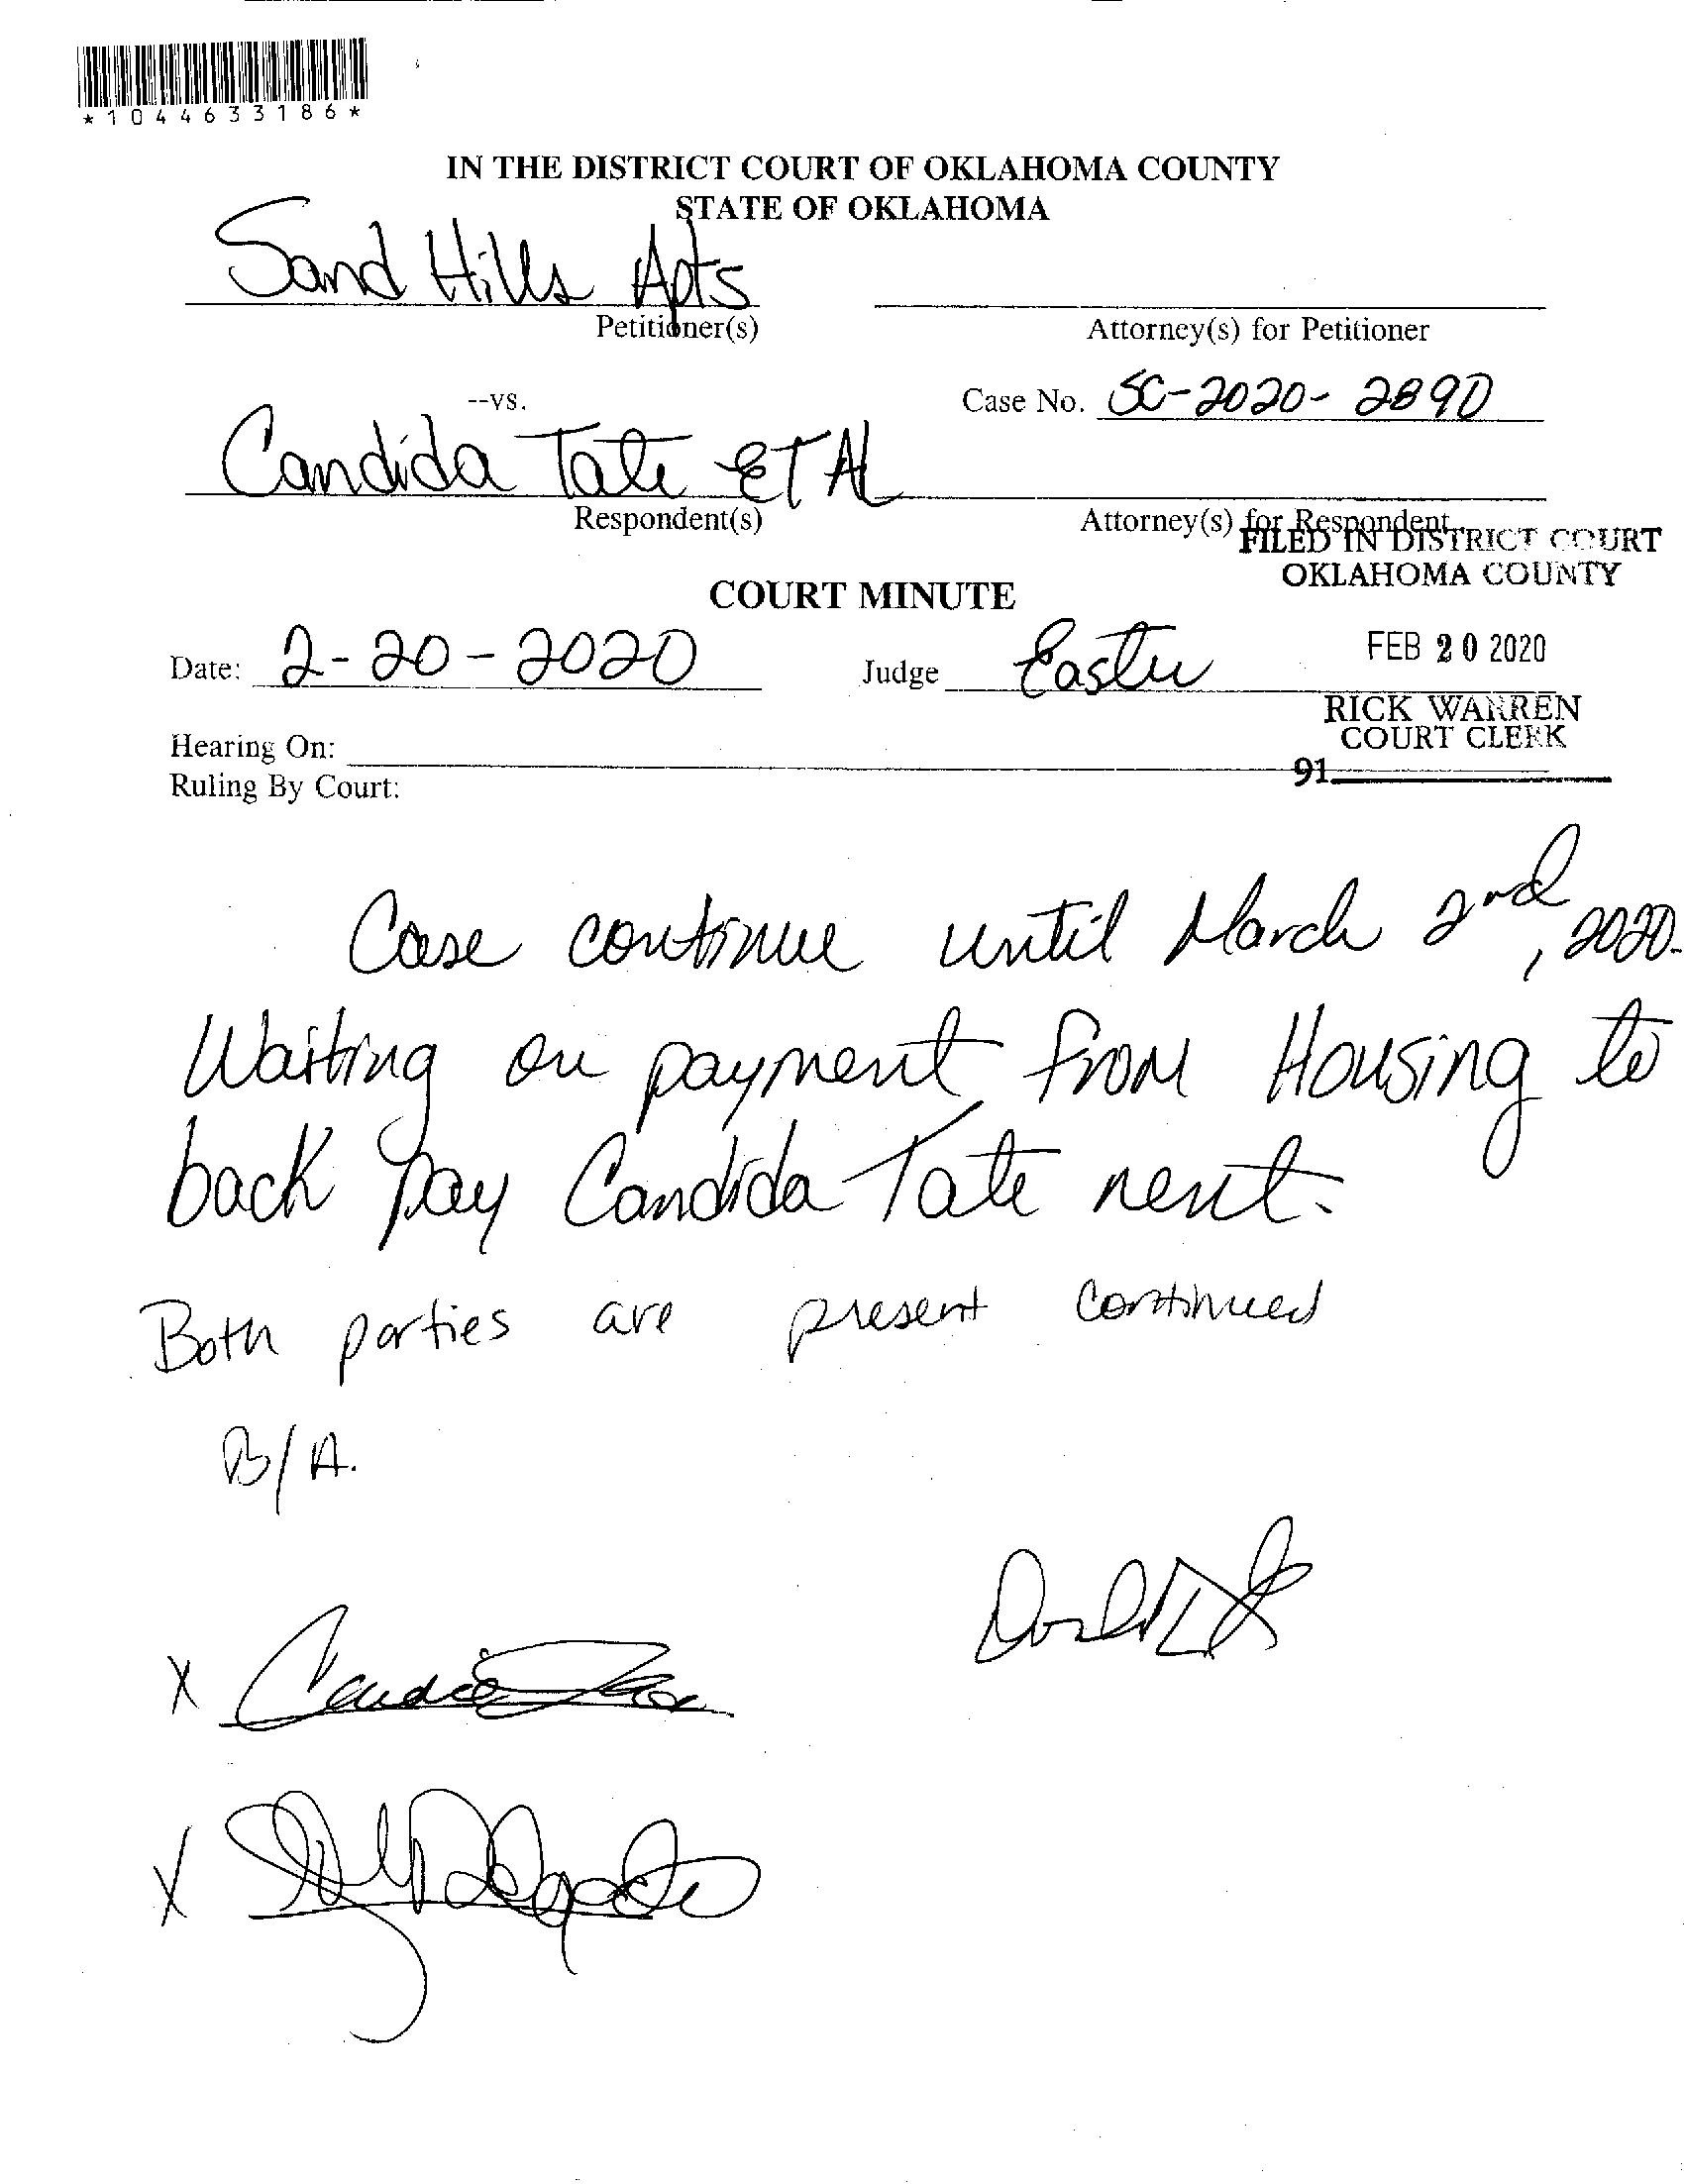 *1044633186*
IN THE DISTRICT COURT OF OKLAHOMA COUNTY
STATE OF OKLAHOMA
Sand Hills Apts
Petitioner(s)
Attorney(s) for Petitioner
--vs.
Case No. SC-2020-2890
Candida Tate ET AL
Respondent(s)
Attorney(s) for Respondent
FILED IN DISTRICT COURT
OKLAHOMA COUNTY
COURT MINUTE
FEB 20 2020
Date: 2-20-2020 Judge Easter
RICK WARREN
COURT CLERK
Hearing On:
91
Ruling By Court:
Case continue until March 2nd, 2020.
Waiting on payment from Housing to
back pay Candida Tate rent.
Both parties are present continued
B/A.
X
X